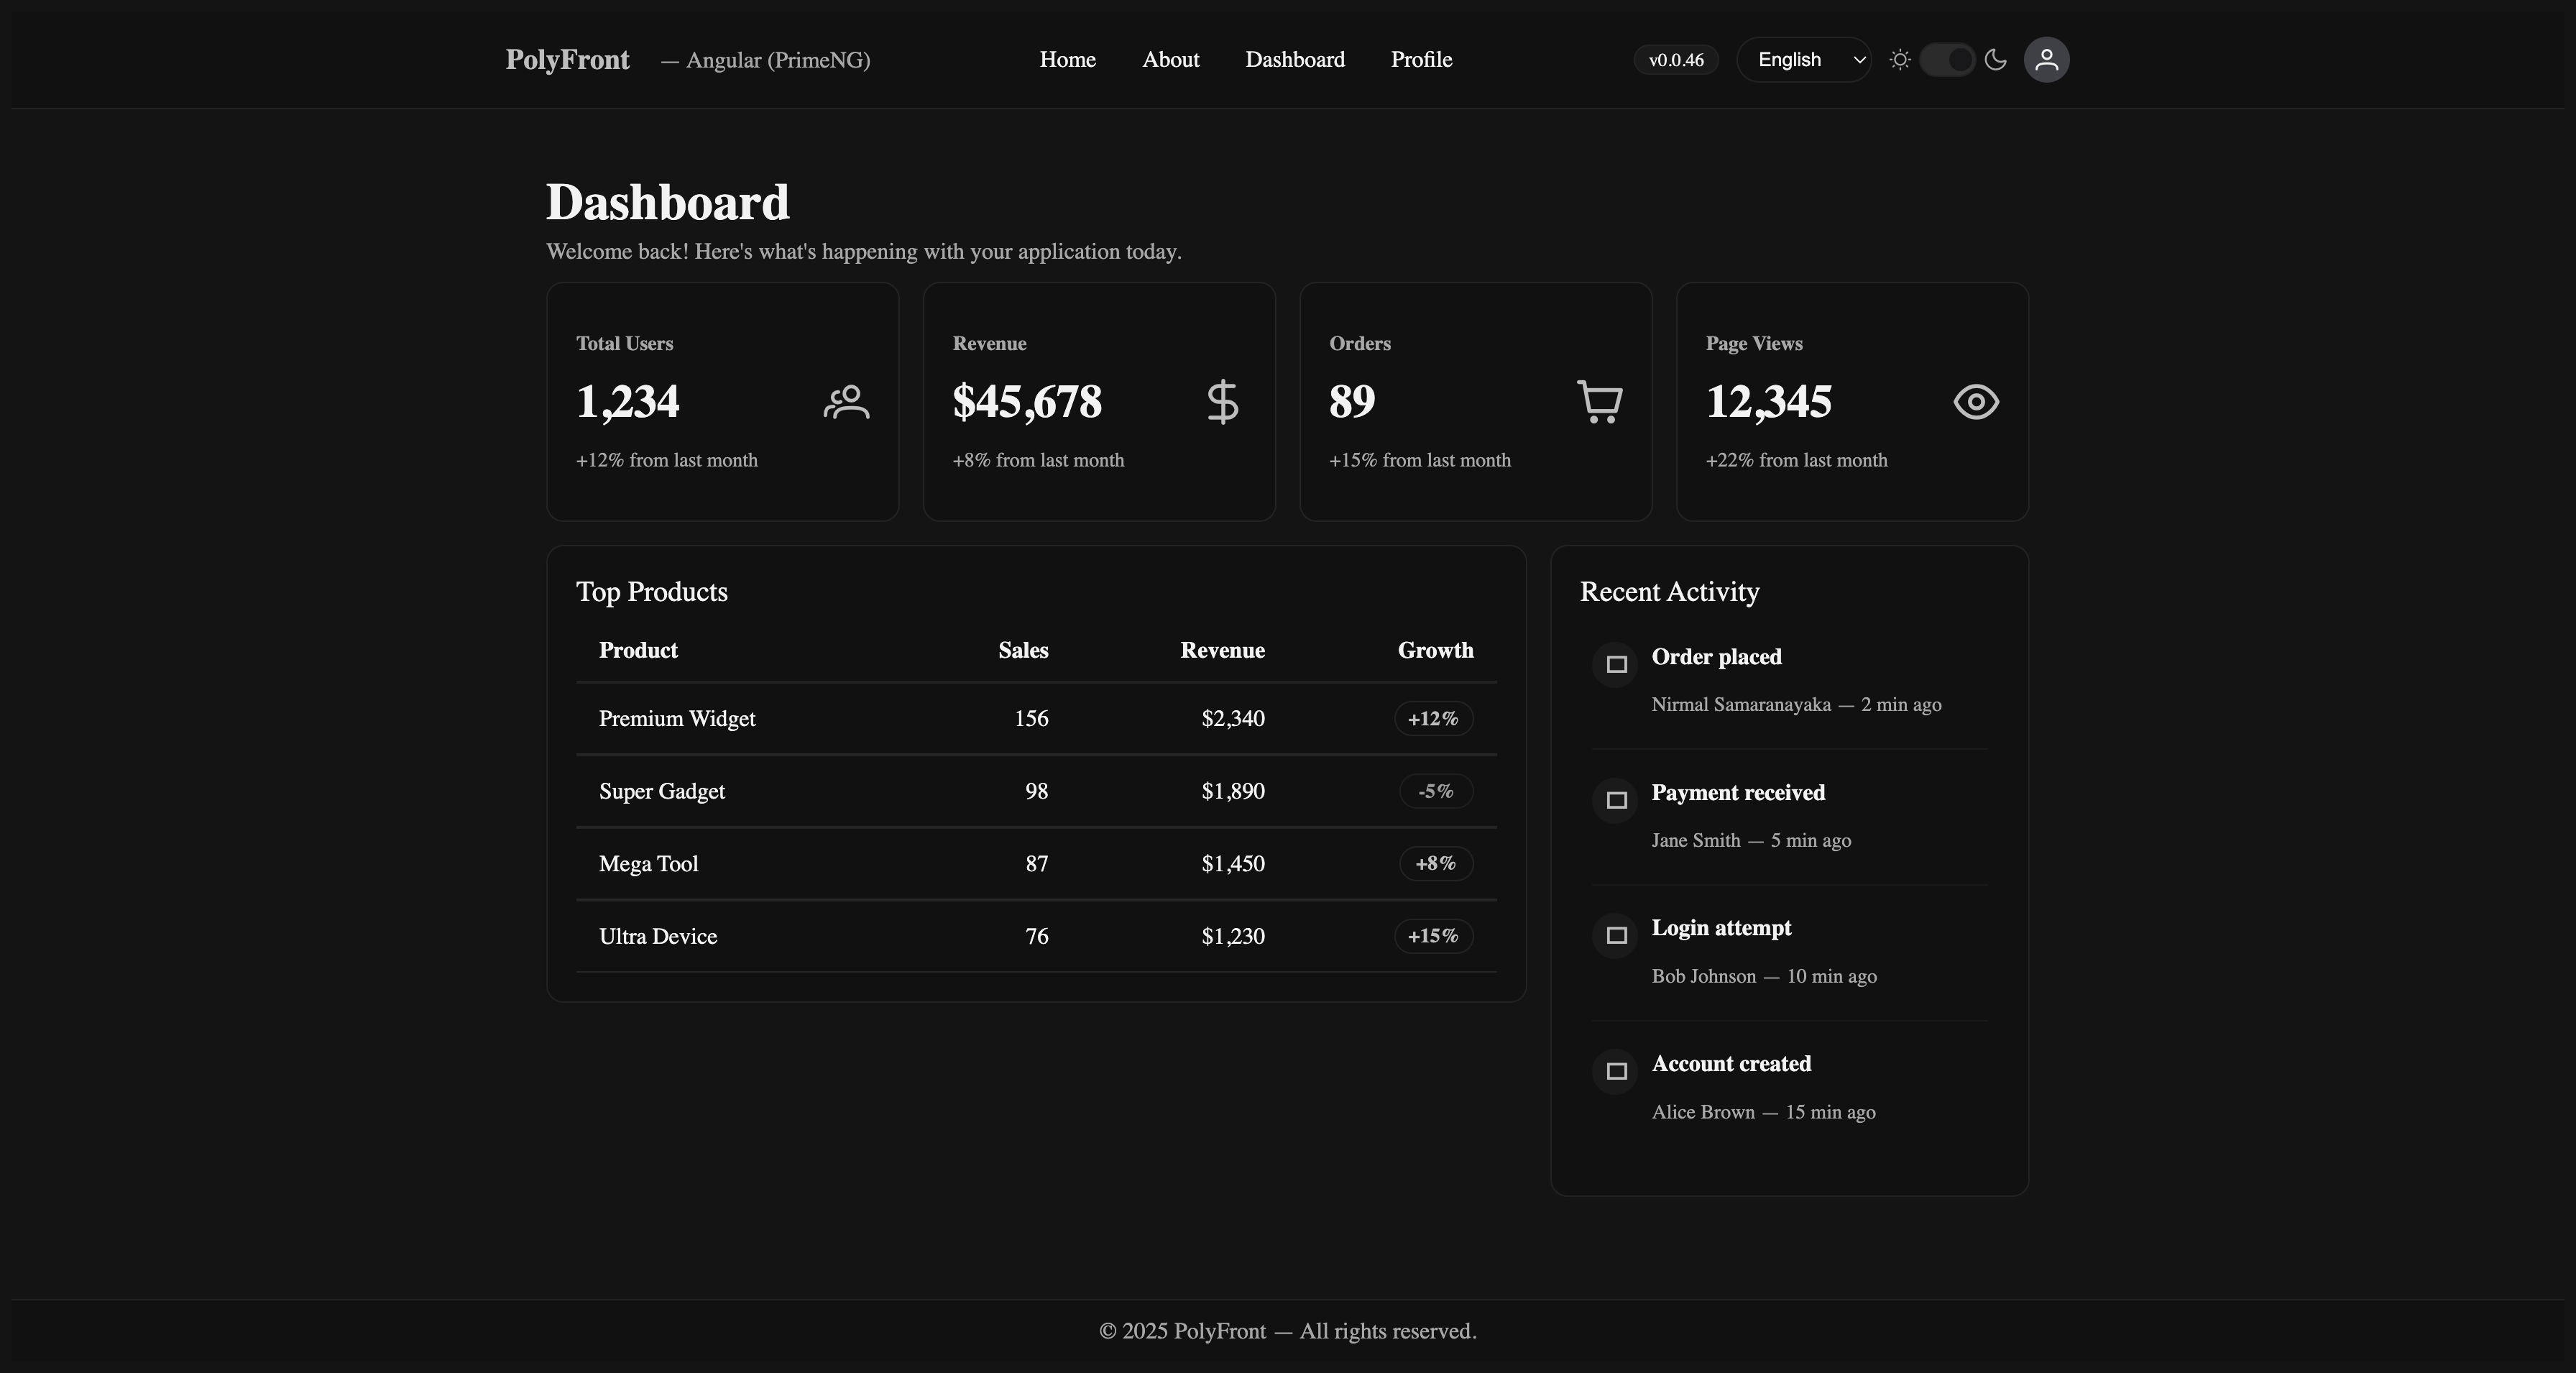 PolyFront — Angular (PrimeNG) Home About Dashboard Profile v0.0.46 English
Dashboard
Welcome back! Here's what's happening with your application today.
Total Users
1,234
+12% from last month
Revenue
$45,678
+8% from last month
Orders
89
+15% from last month
Page Views
12,345
+22% from last month
Top Products
Product Sales Revenue Growth
Premium Widget 156 $2,340 +12%
Super Gadget 98 $1,890 -5%
Mega Tool 87 $1,450 +8%
Ultra Device 76 $1,230 +15%
Recent Activity
Order placed
Nirmal Samaranayaka — 2 min ago
Payment received
Jane Smith — 5 min ago
Login attempt
Bob Johnson — 10 min ago
Account created
Alice Brown — 15 min ago
© 2025 PolyFront — All rights reserved.